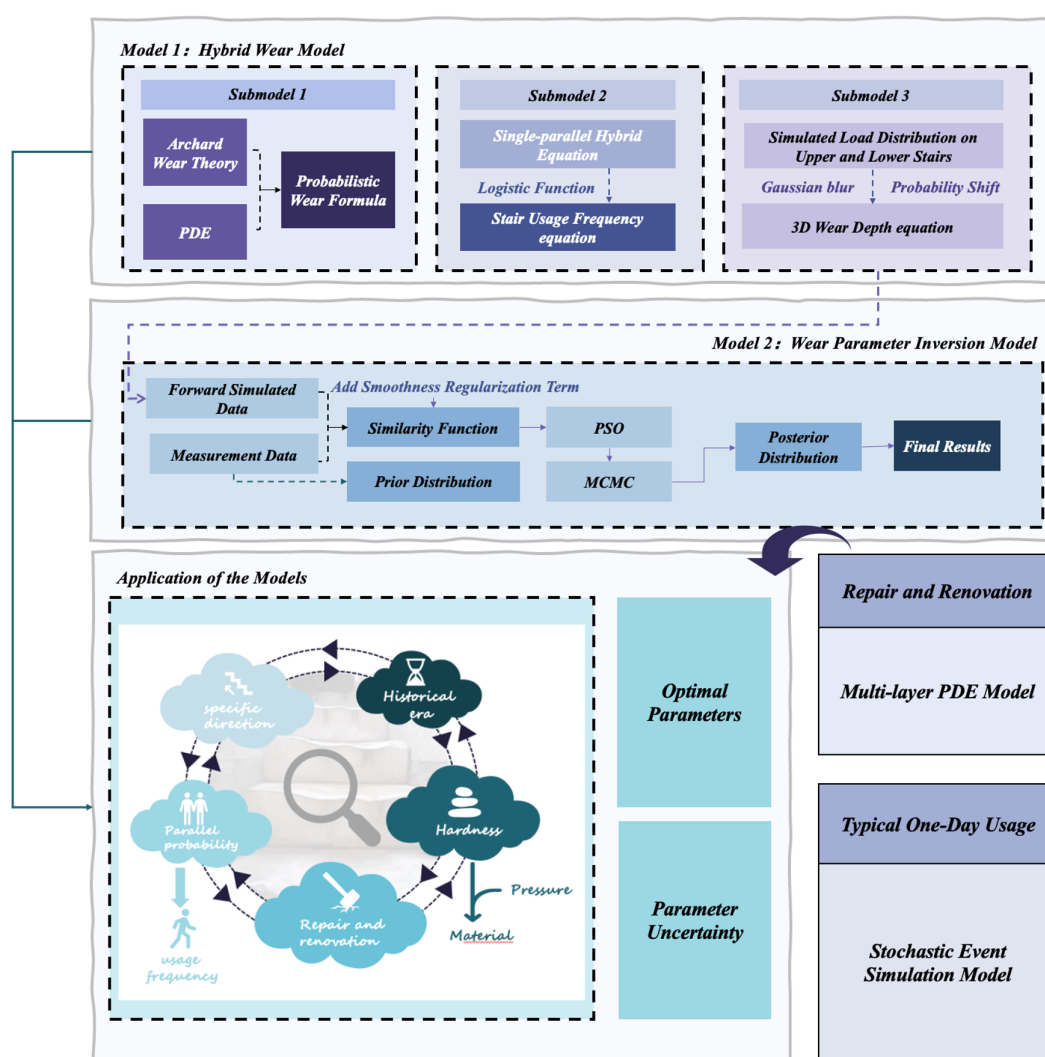 Model 1: Hybrid Wear Model
Submodel 1
Archard
Wear Theory
PDE
Probabilistic
Wear Formula
Submodel 2
Single-parallel Hybrid
Equation
Logistic Function
Stair Usage Frequency
equation
Submodel 3
Simulated Load Distribution on
Upper and Lower Stairs
Gaussian blur
Probability Shift
3D Wear Depth equation
Model 2: Wear Parameter Inversion Model
Forward Simulated
Data
Measurement Data
Add Smoothness Regularization Term
Similarity Function
Prior Distribution
PSO
MCMC
Posterior
Distribution
Final Results
Application of the Models
specific
direction
Historical
era
Parallel
probability
Hardness
Repair and
renovation
Pressure
Material
usage
frequency
Optimal
Parameters
Parameter
Uncertainty
Repair and Renovation
Multi-layer PDE Model
Typical One-Day Usage
Stochastic Event
Simulation Model